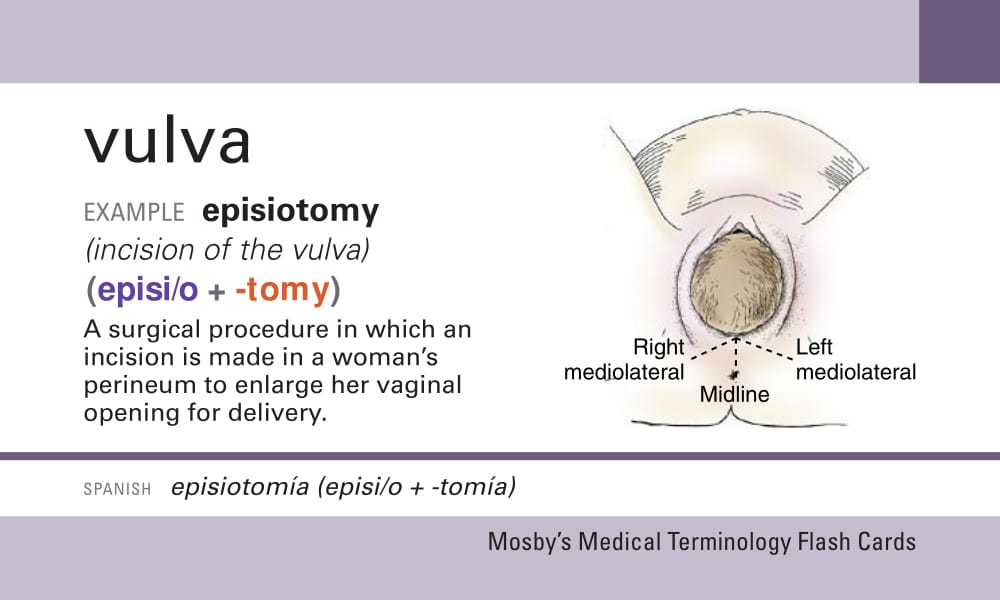 vulva
EXAMPLE episiotomy
(incision of the vulva)
(episi/o + -tomy)
A surgical procedure in which an
incision is made in a woman’s
perineum to enlarge her vaginal
opening for delivery.
Right
mediolateral
Left
mediolateral
Midline
SPANISH episiotomía (episi/o + -tomía)
Mosby’s Medical Terminology Flash Cards